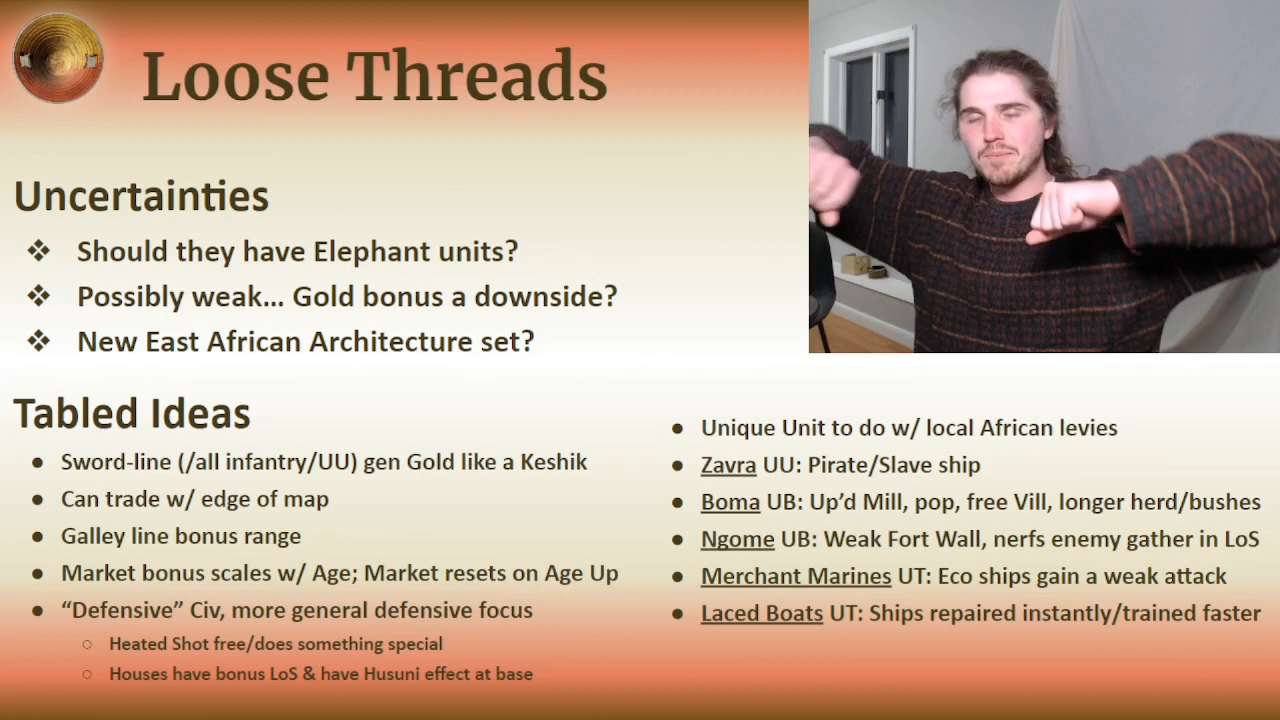 Loose Threads
Uncertainties
❖ Should they have Elephant units?
❖ Possibly weak... Gold bonus a downside?
❖ New East African Architecture set?
Tabled Ideas
● Sword-line (/all infantry/UU) gen Gold like a Keshik
● Can trade w/ edge of map
● Galley line bonus range
● Market bonus scales w/ Age; Market resets on Age Up
● “Defensive” Civ, more general defensive focus
○ Heated Shot free/does something special
○ Houses have bonus LoS & have Husuni effect at base
● Unique Unit to do w/ local African levies
● Zavra UU: Pirate/Slave ship
● Boma UB: Up’d Mill, pop, free Vill, longer herd/bushes
● Ngome UB: Weak Fort Wall, nerfs enemy gather in LoS
● Merchant Marines UT: Eco ships gain a weak attack
● Laced Boats UT: Ships repaired instantly/trained faster